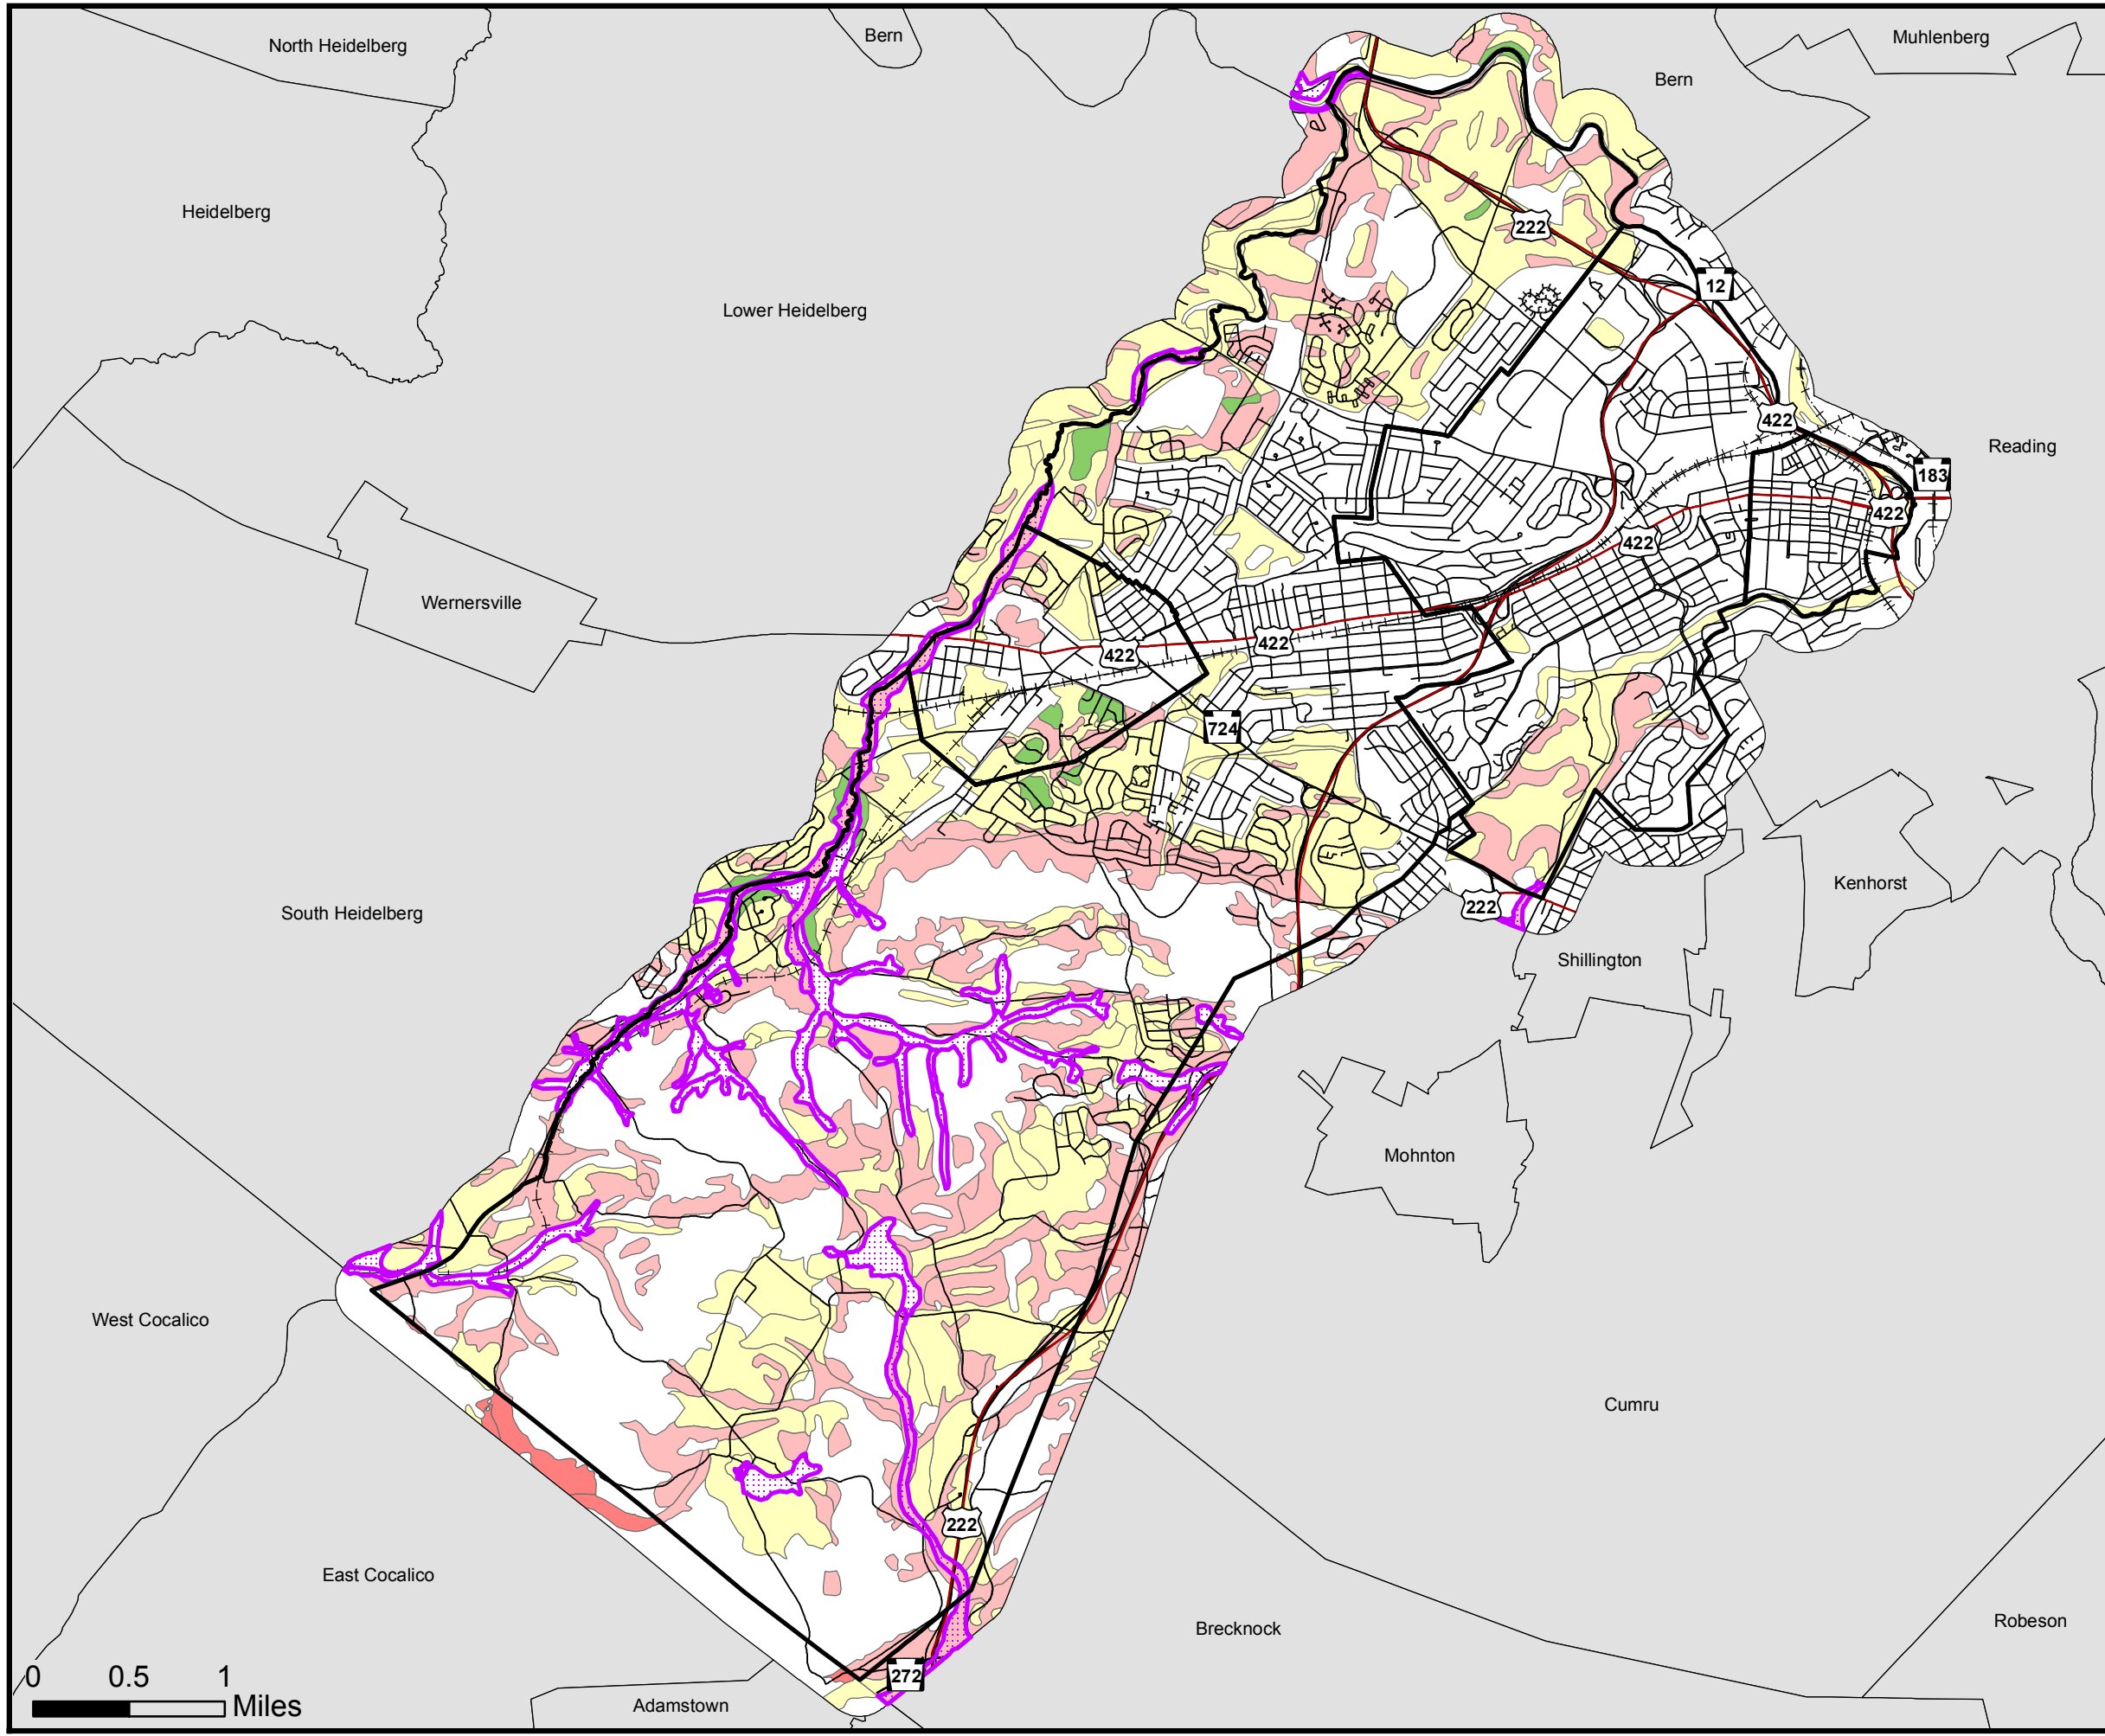 North Heidelberg
Bern
Muhlenberg
Bern
Heidelberg
222
12
Lower Heidelberg
422
Reading
183
422
422
Wernersville
422
422
724
Kenhorst
222
South Heidelberg
Shillington
Mohnton
West Cocalico
Cumru
222
East Cocalico
Robeson
Brecknock
272
0 0.5 1
Miles
Adamstown